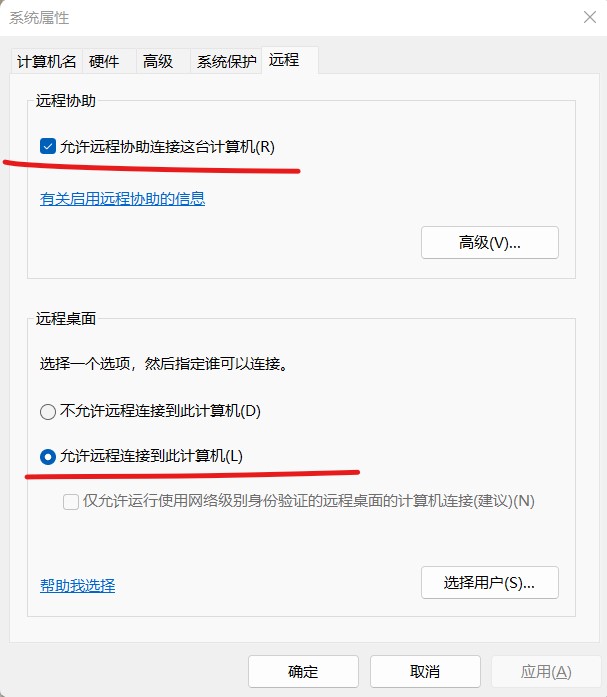 系统属性
计算机名 硬件 高级 系统保护 远程
远程协助
允许远程协助连接这台计算机(R)
有关启用远程协助的信息
高级(V)...
远程桌面
选择一个选项，然后指定谁可以连接。
不允许远程连接到此计算机(D)
允许远程连接到此计算机(L)
仅允许运行使用网络级别身份验证的远程桌面的计算机连接(建议)(N)
帮助我选择 选择用户(S)...
确定 取消 应用(A)